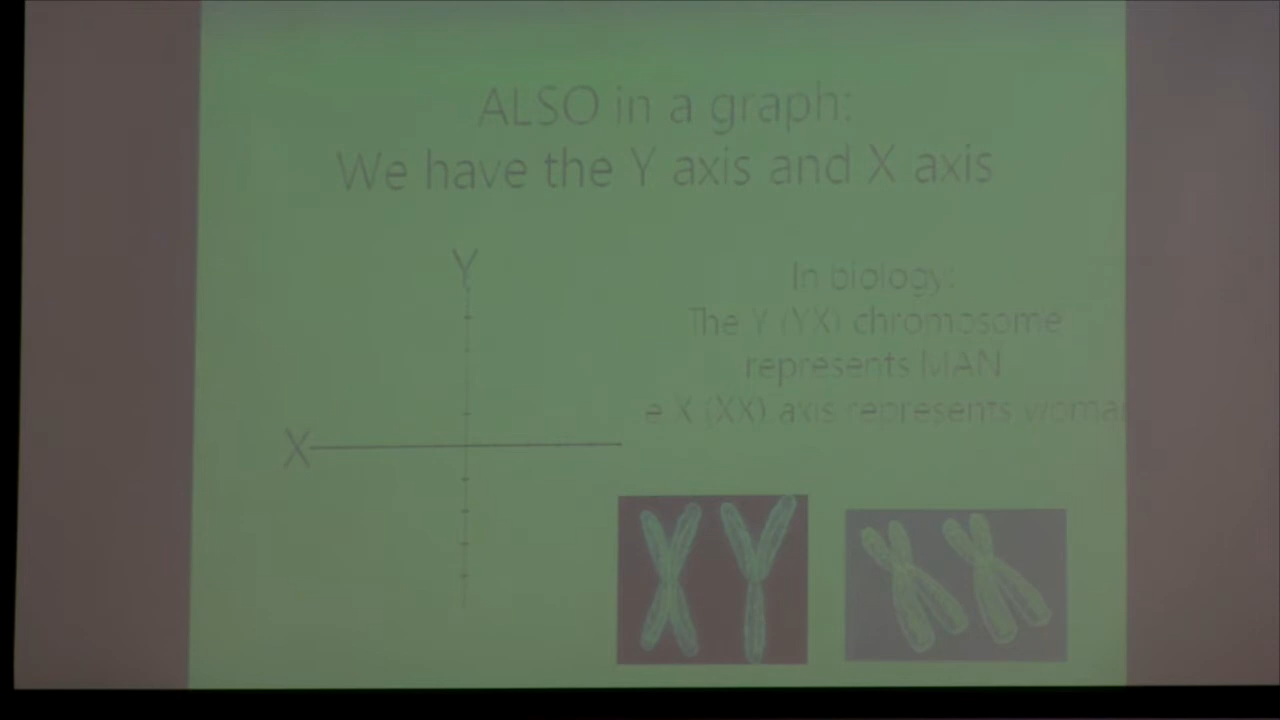 ALSO in a graph:
We have the Y axis and X axis
Y
X
In biology:
The Y (YX) chromosome
represents MAN
e X (XX) axis represents woman